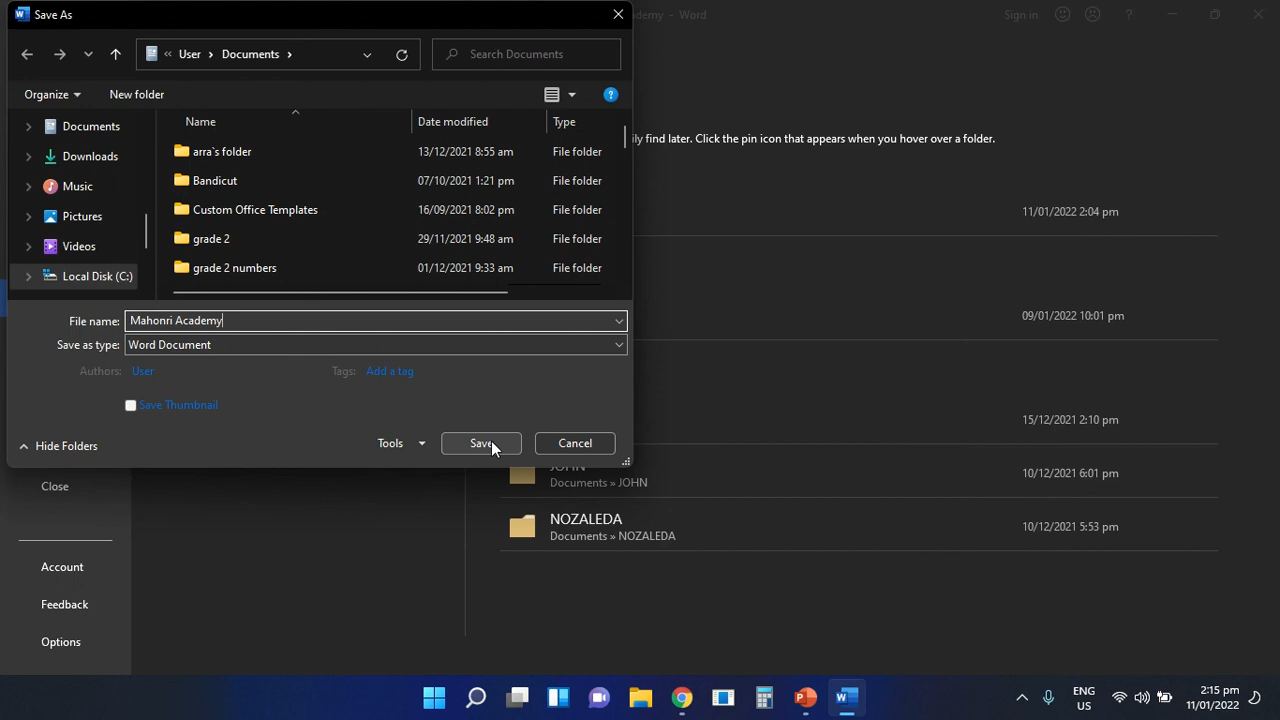 Save As
ademy - Word
Sign in
?
« User › Documents ›
Search Documents
Organize
New folder
?
Name
Date modified
Type
Documents
Downloads
Music
Pictures
Videos
Local Disk (C:)
arra`s folder 13/12/2021 8:55 am File folder
Bandicut 07/10/2021 1:21 pm File folder
Custom Office Templates 16/09/2021 8:02 pm File folder
grade 2 29/11/2021 9:48 am File folder
grade 2 numbers 01/12/2021 9:33 am File folder
ily find later. Click the pin icon that appears when you hover over a folder.
11/01/2022 2:04 pm
09/01/2022 10:01 pm
15/12/2021 2:10 pm
File name: Mahonri Academy
Save as type: Word Document
Authors: User
Tags: Add a tag
Save Thumbnail
Hide Folders
Tools
Save
Cancel
JOHN 10/12/2021 6:01 pm
Documents » JOHN
NOZALEDA 10/12/2021 5:53 pm
Documents » NOZALEDA
Close
Account
Feedback
Options
ENG
US
2:15 pm
11/01/2022